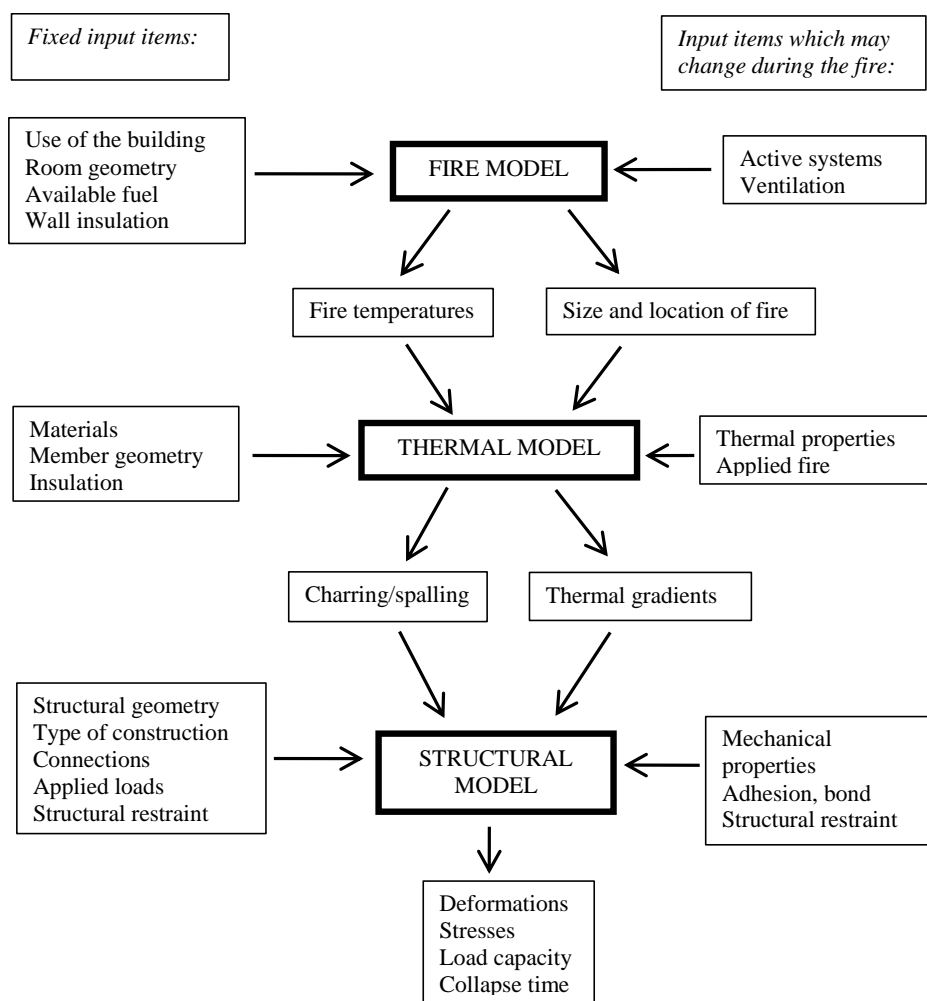 Fixed input items:
Input items which may
change during the fire:
Use of the building
Room geometry
Available fuel
Wall insulation
FIRE MODEL
Active systems
Ventilation
Fire temperatures
Size and location of fire
Materials
Member geometry
Insulation
THERMAL MODEL
Thermal properties
Applied fire
Charring/spalling
Thermal gradients
Structural geometry
Type of construction
Connections
Applied loads
Structural restraint
STRUCTURAL
MODEL
Mechanical
properties
Adhesion, bond
Structural restraint
Deformations
Stresses
Load capacity
Collapse time